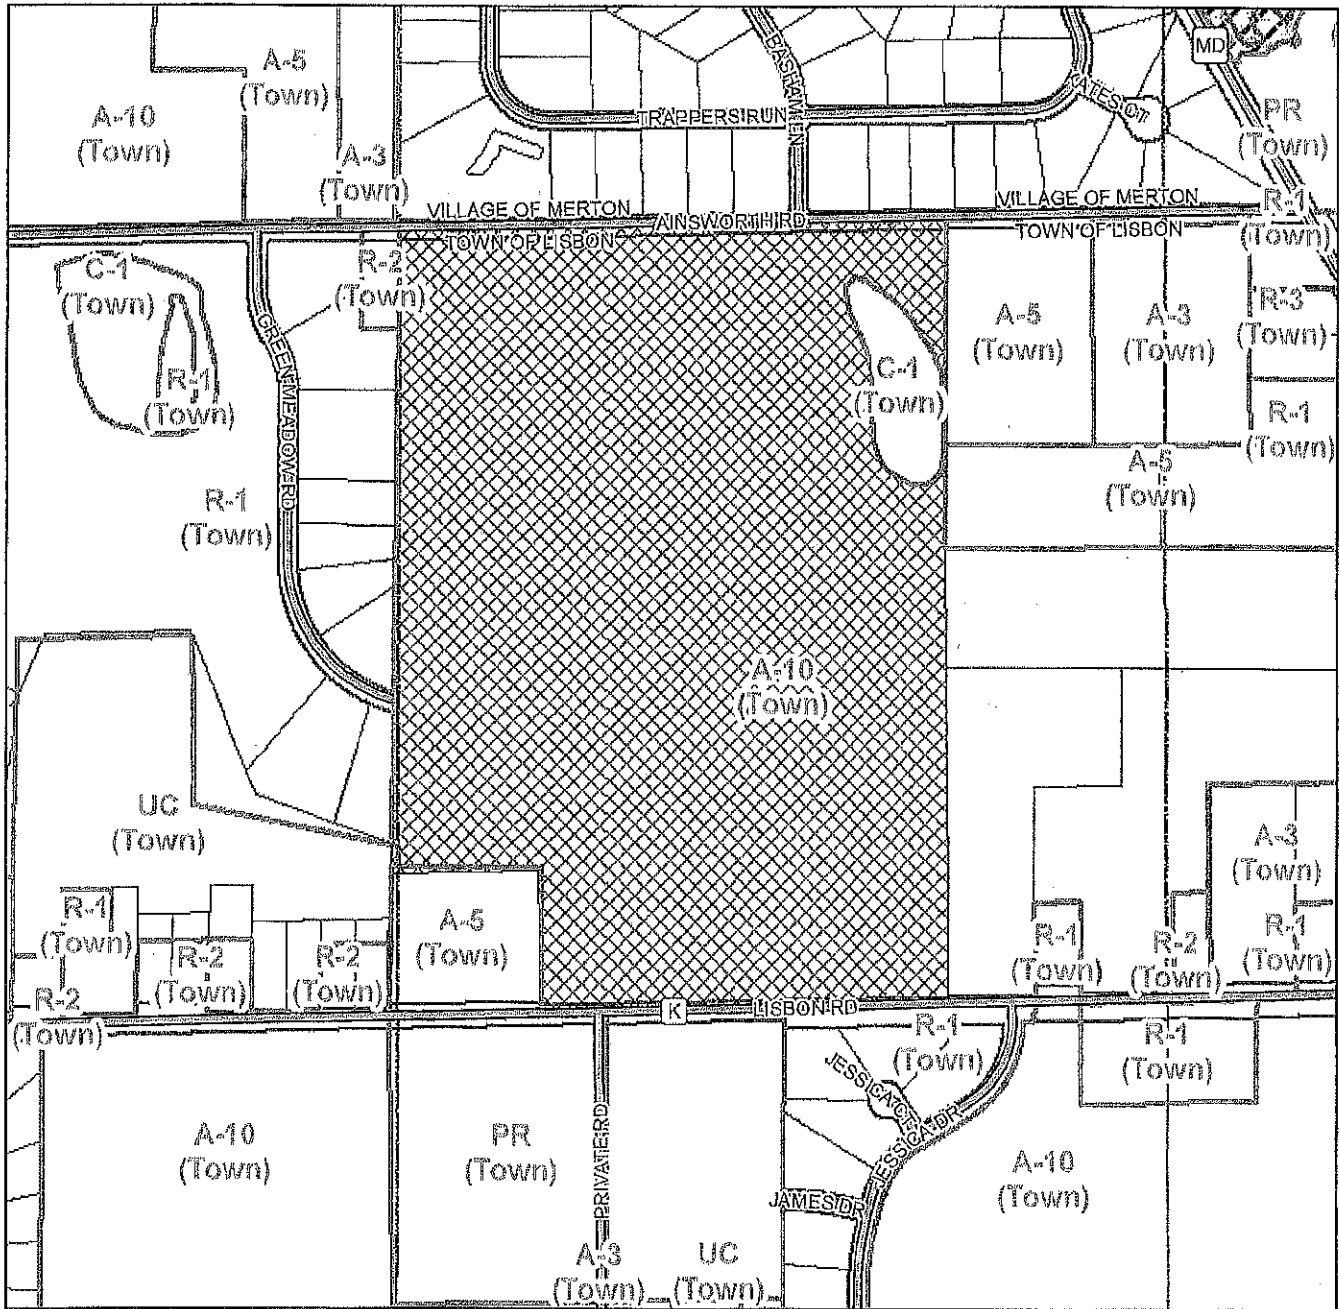 MD
A-5
(Town)
A-10
(Town)
BASHAM LN
TRAPPERS RUN
KATES CT
PR
(Town)
A-3
(Town)
VILLAGE OF MERTON
VILLAGE OF MERTON
R-1
(Town)
AINSWORTH RD
TOWN OF LISBON
TOWN OF LISBON
C-1
(Town)
R-2
(Town)
R-3
(Town)
A-5
(Town)
A-3
(Town)
GREEN MEADOW RD
R-1
(Town)
C-1
(Town)
R-1
(Town)
A-5
(Town)
R-1
(Town)
A-10
(Town)
UC
(Town)
A-3
(Town)
R-1
(Town)
A-5
(Town)
R-1
(Town)
R-2
(Town)
R-1
(Town)
R-2
(Town)
R-2
(Town)
R-2
(Town)
K
LISBON RD
R-1
(Town)
R-1
(Town)
JESSICA CT
JESSICA DR
A-10
(Town)
PR
(Town)
PRIVATE RD
A-10
(Town)
JAMES DR
A-3
(Town)
UC
(Town)